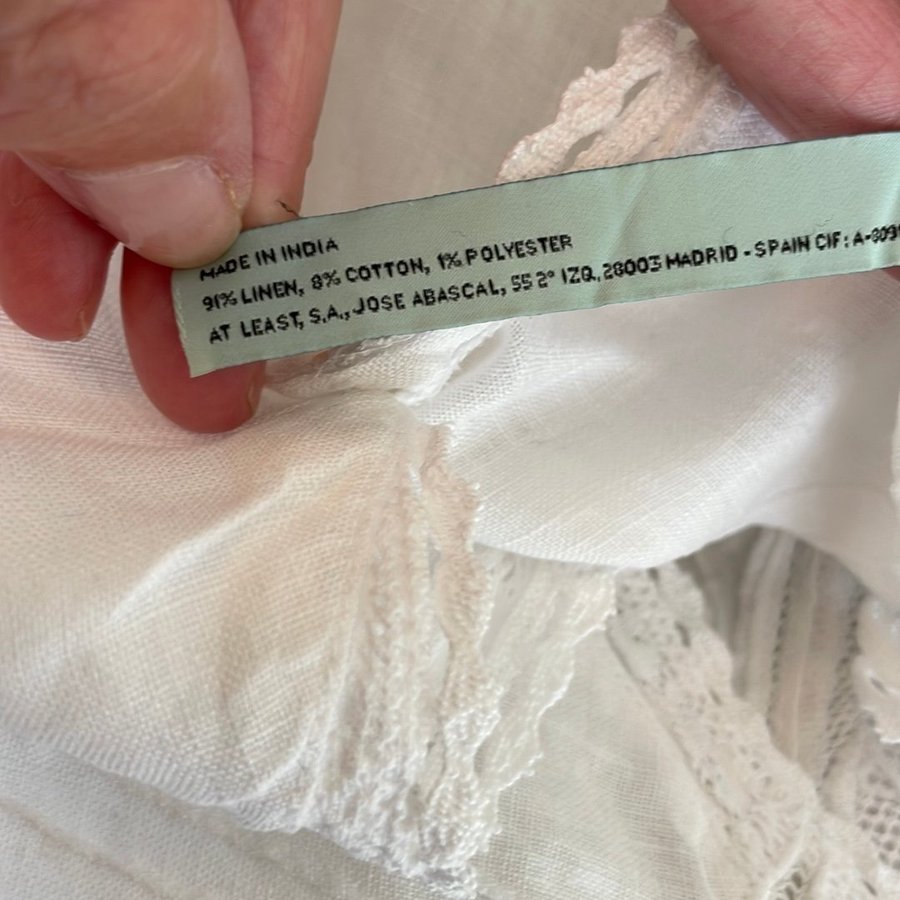 MADE IN INDIA
91% LINEN, 8% COTTON, 1% POLYESTER
AT LEAST, S.A., JOSE ABASCAL, 55 2° IZQ., 28003 MADRID - SPAIN CIF: A-809